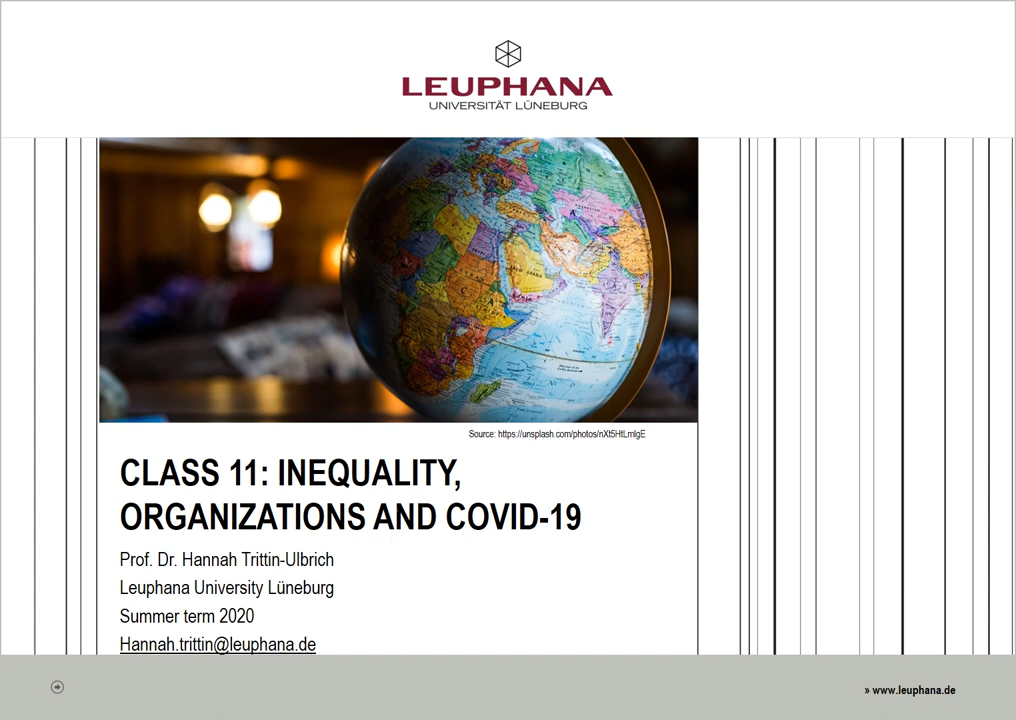 LEUPHANA
UNIVERSITÄT LÜNEBURG
Source: https://unsplash.com/photos/nXt5HtLmlgE
CLASS 11: INEQUALITY,
ORGANIZATIONS AND COVID-19
Prof. Dr. Hannah Trittin-Ulbrich
Leuphana University Lüneburg
Summer term 2020
Hannah.trittin@leuphana.de
» www.leuphana.de